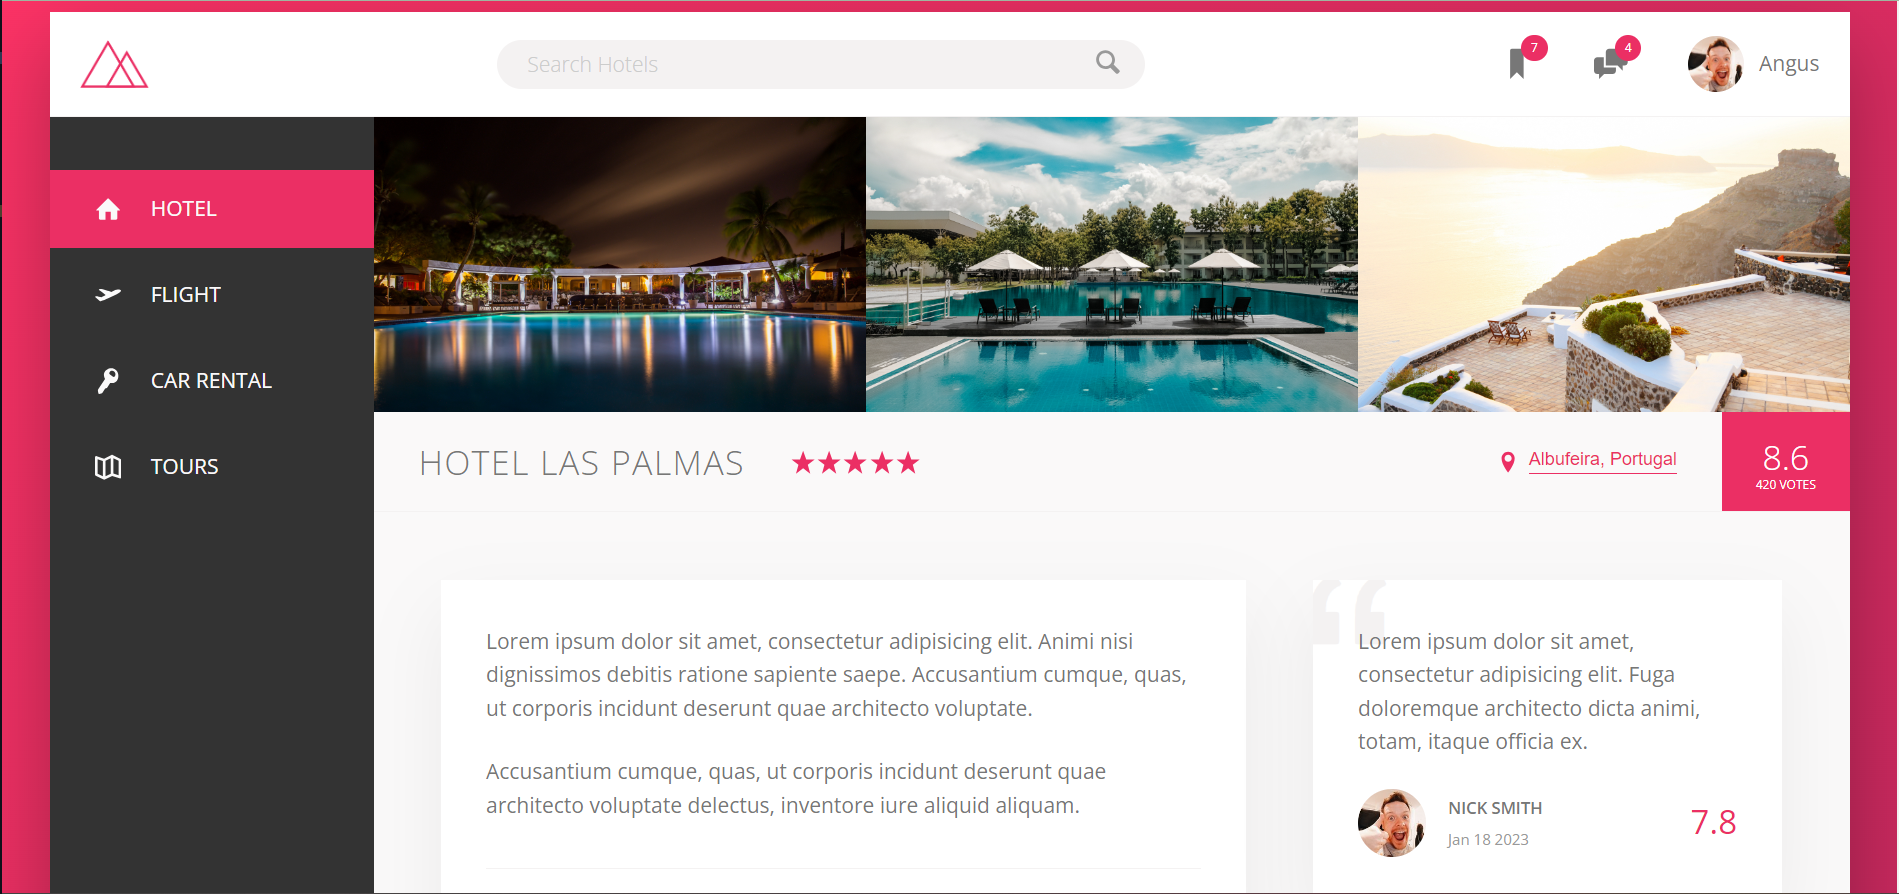 Search Hotels
7
4
Angus
HOTEL
FLIGHT
CAR RENTAL
TOURS
HOTEL LAS PALMAS
Albufeira, Portugal
8.6
420 VOTES
Lorem ipsum dolor sit amet, consectetur adipisicing elit. Animi nisi
dignissimos debitis ratione sapiente saepe. Accusantium cumque, quas,
ut corporis incidunt deserunt quae architecto voluptate.
Accusantium cumque, quas, ut corporis incidunt deserunt quae
architecto voluptate delectus, inventore iure aliquid aliquam.
“
Lorem ipsum dolor sit amet,
consectetur adipisicing elit. Fuga
doloremque architecto dicta animi,
totam, itaque officia ex.
NICK SMITH
Jan 18 2023
7.8